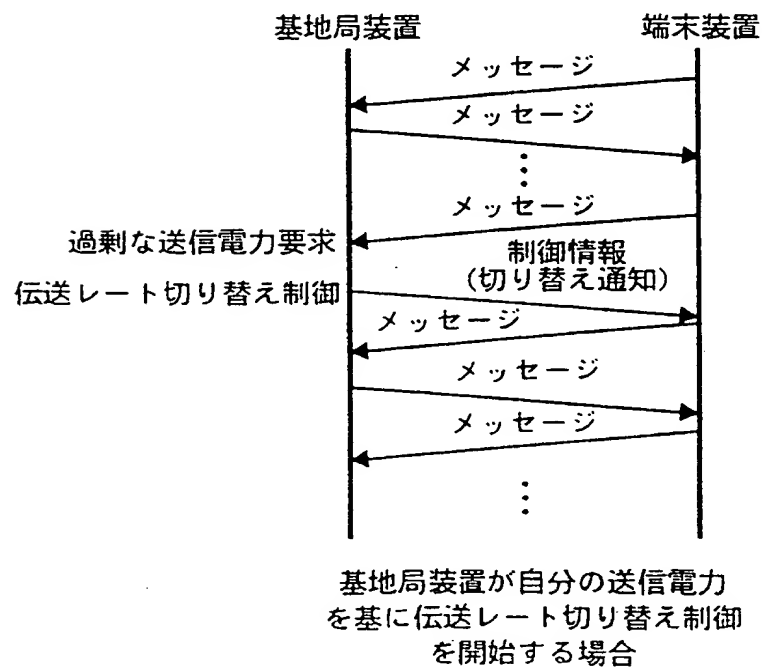 基地局装置
端末装置
メッセージ
メッセージ
メッセージ
過剰な送信電力要求
制御情報
(切り替え通知)
伝送レート切り替え制御
メッセージ
メッセージ
メッセージ
基地局装置が自分の送信電力
を基に伝送レート切り替え制御
を開始する場合